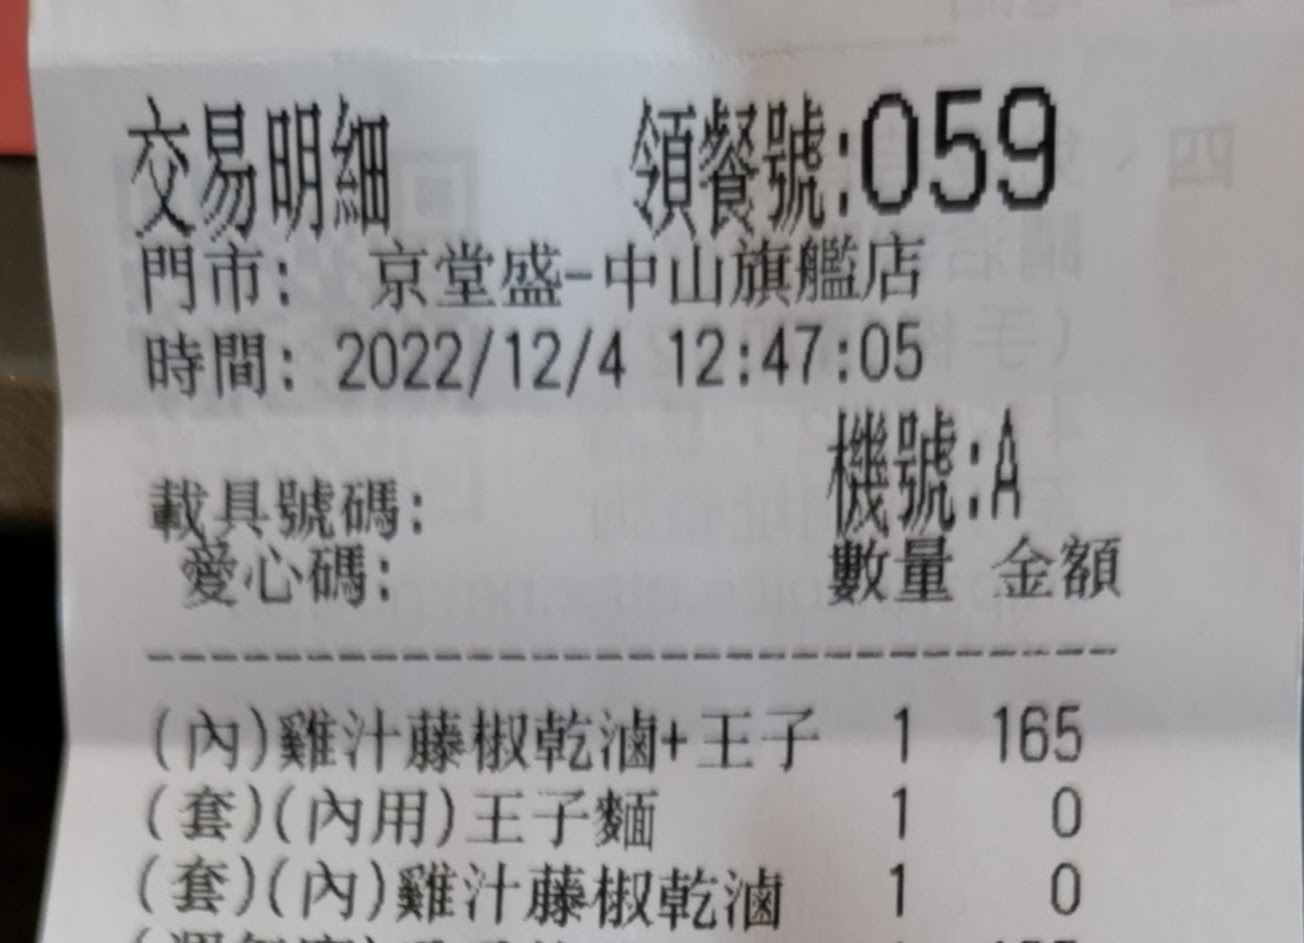 交易明細 領餐號:059
門市: 京堂盛-中山旗艦店
時間: 2022/12/4 12:47:05
機號:A
載具號碼:
愛心碼: 數量 金額
--------------------------------
(內)雞汁藤椒乾滷+王子 1 165
(套)(內用)王子麵 1 0
(套)(內)雞汁藤椒乾滷 1 0